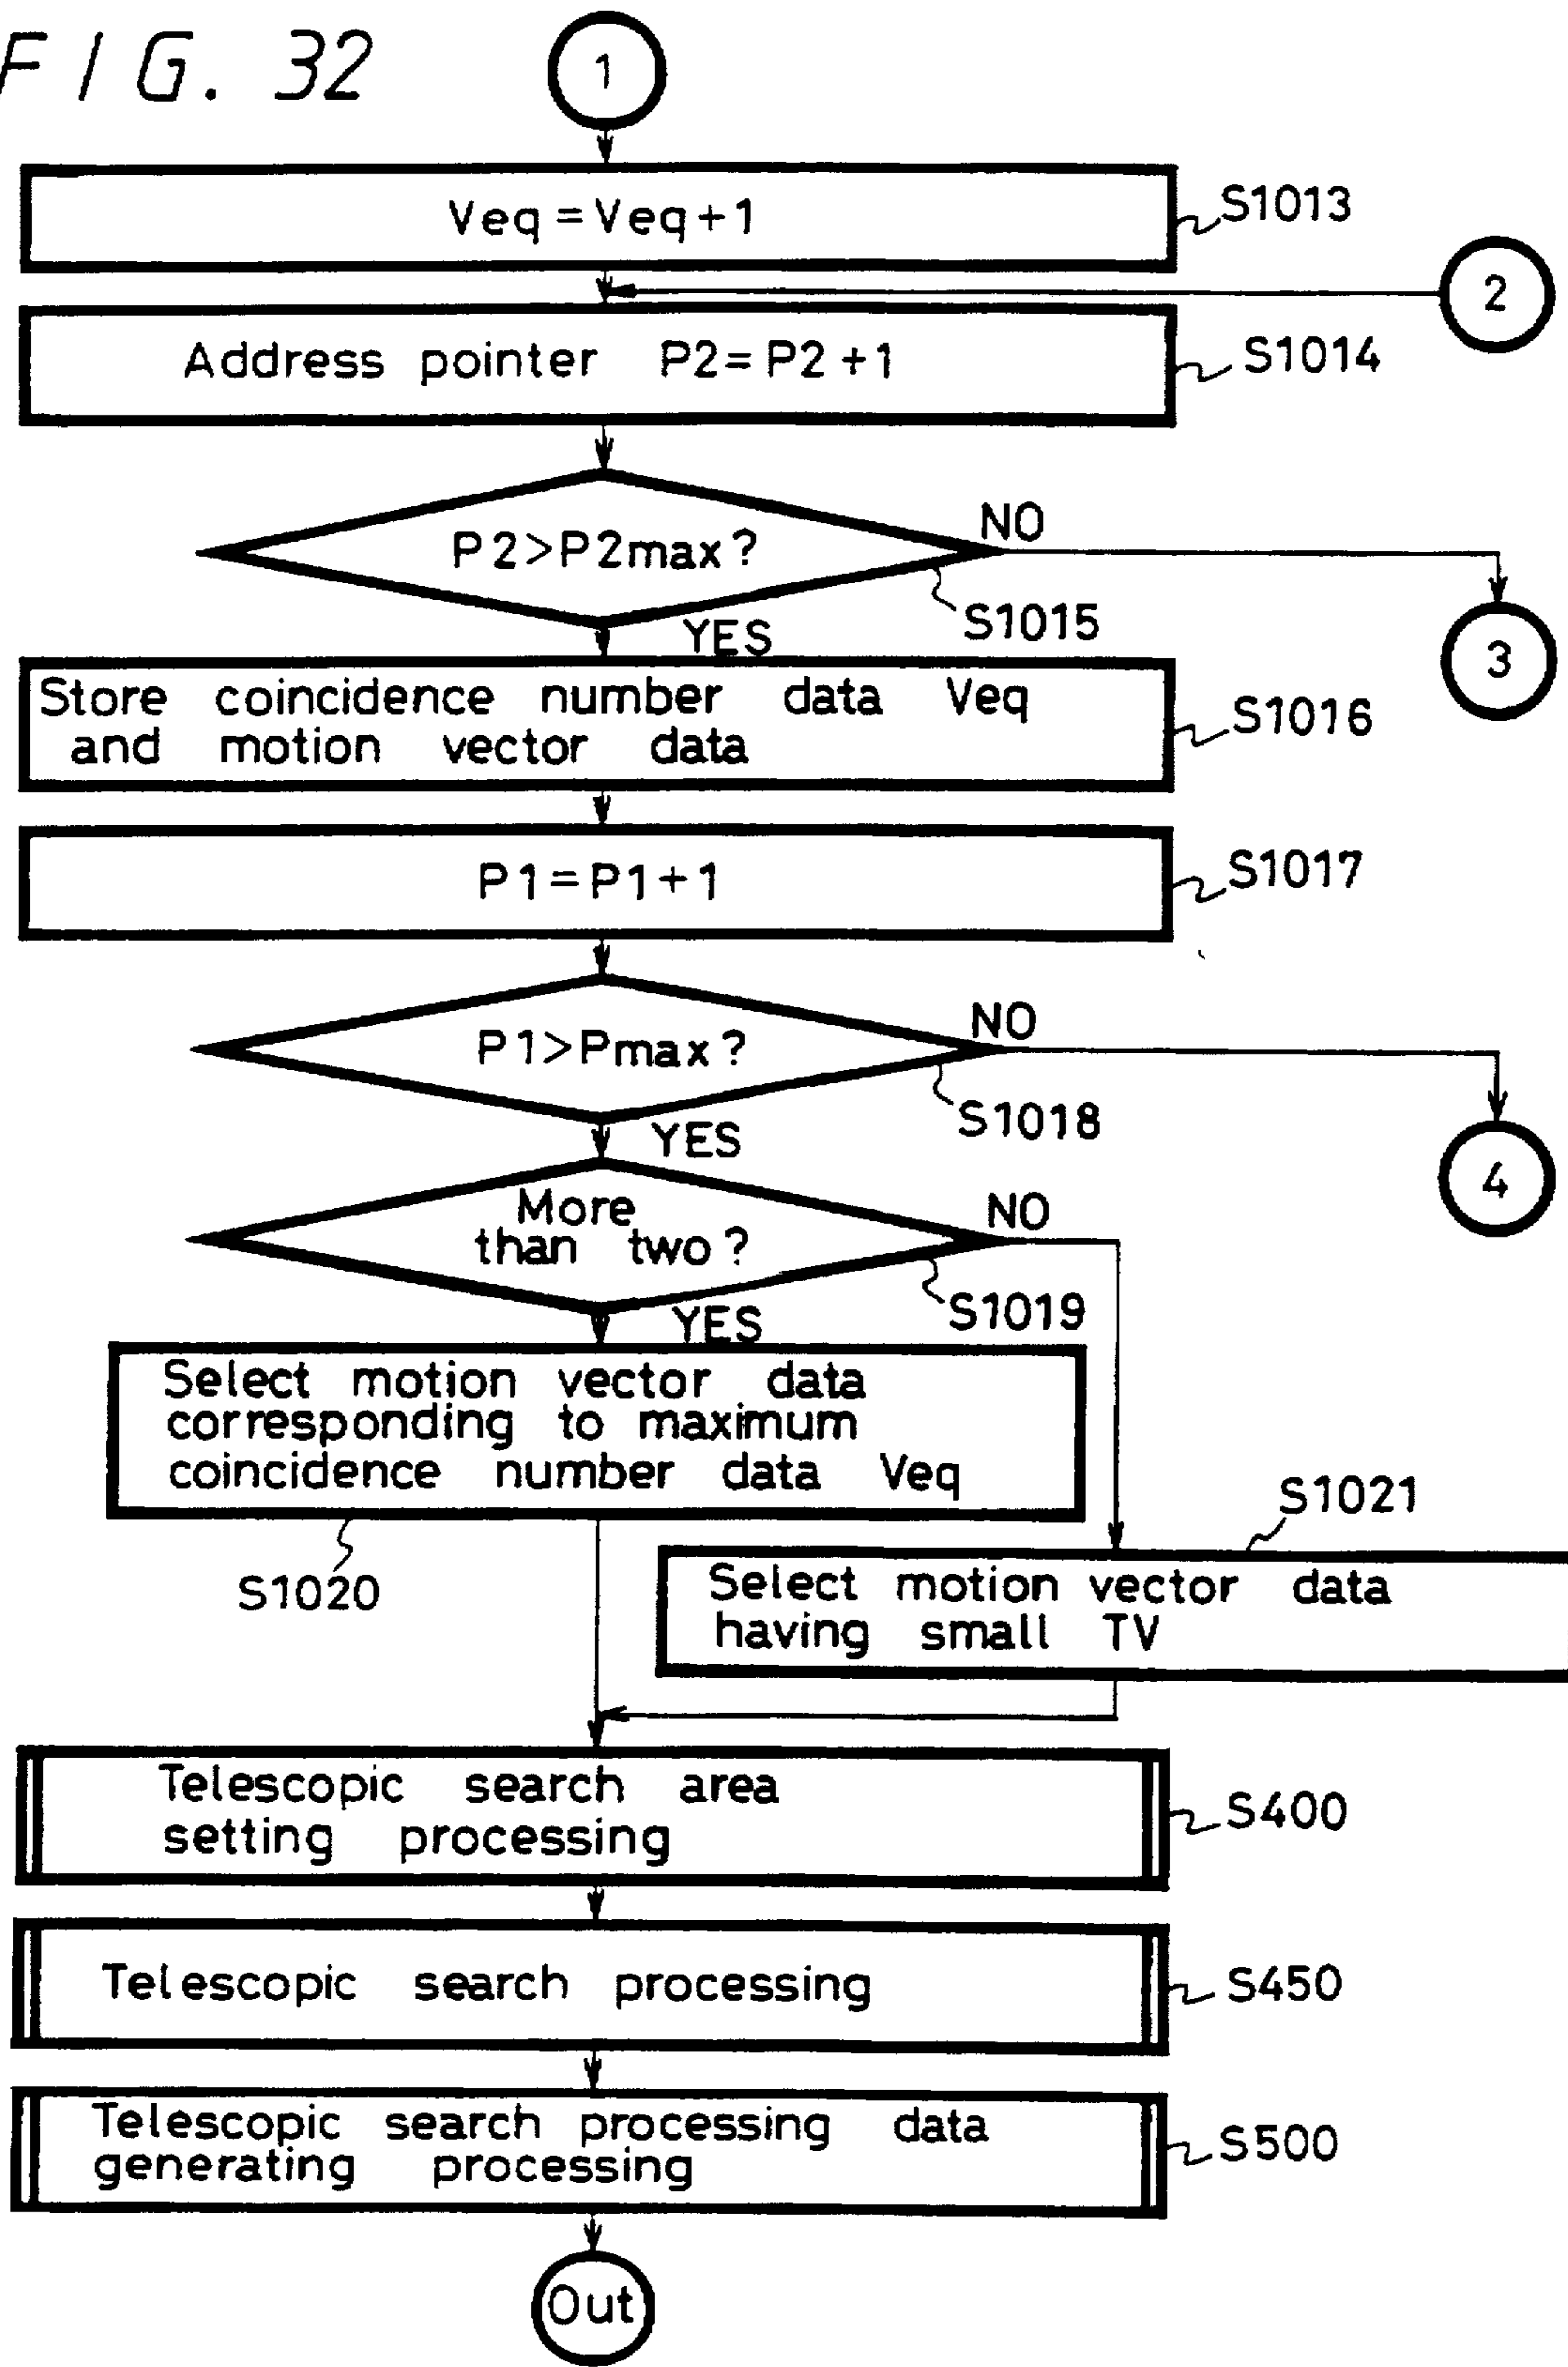 FIG. 32
1
Veq = Veq + 1
S1013
2
Address pointer P2 = P2 + 1
S1014
P2 > P2max ?
NO
S1015
YES
3
Store coincidence number data Veq
and motion vector data
S1016
P1 = P1 + 1
S1017
P1 > Pmax ?
NO
S1018
YES
4
More
than two ?
NO
S1019
YES
Select motion vector data
corresponding to maximum
coincidence number data Veq
S1020
S1021
Select motion vector data
having small TV
Telescopic search area
setting processing
S400
Telescopic search processing
S450
Telescopic search processing data
generating processing
S500
Out